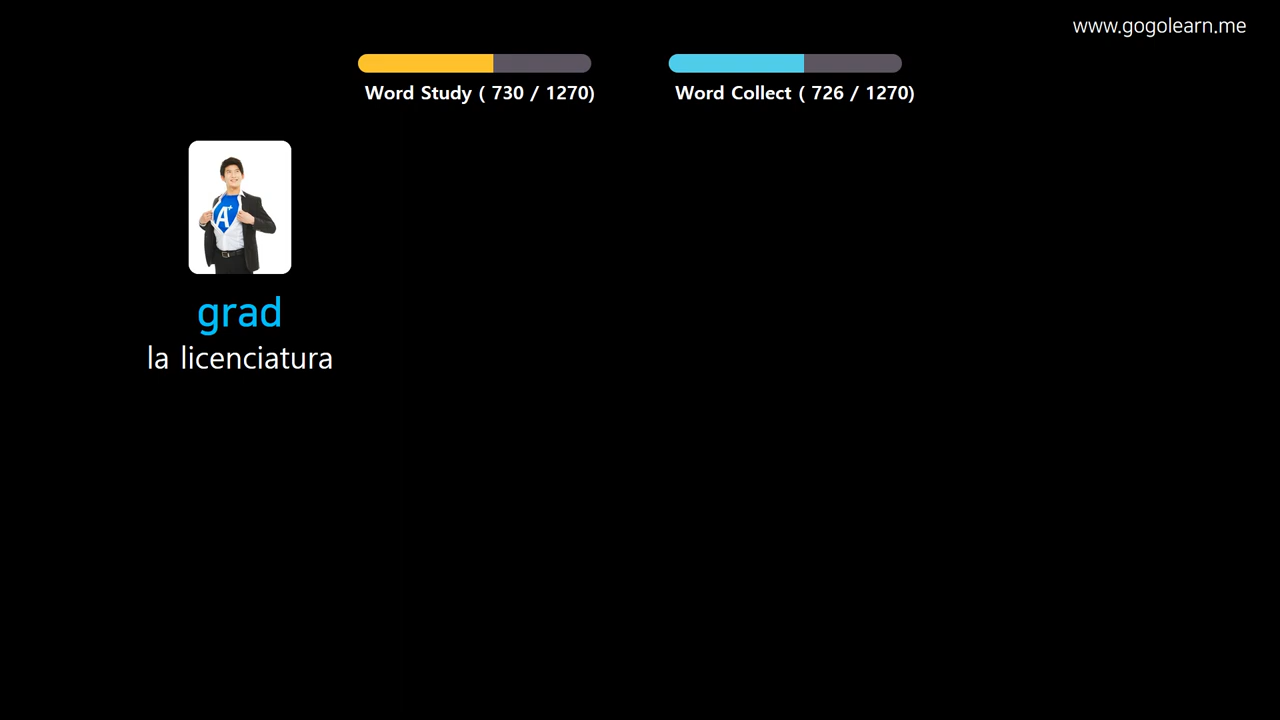 www.gogolearn.me
Word Study ( 730 / 1270)
Word Collect ( 726 / 1270)
A+
grad
la licenciatura